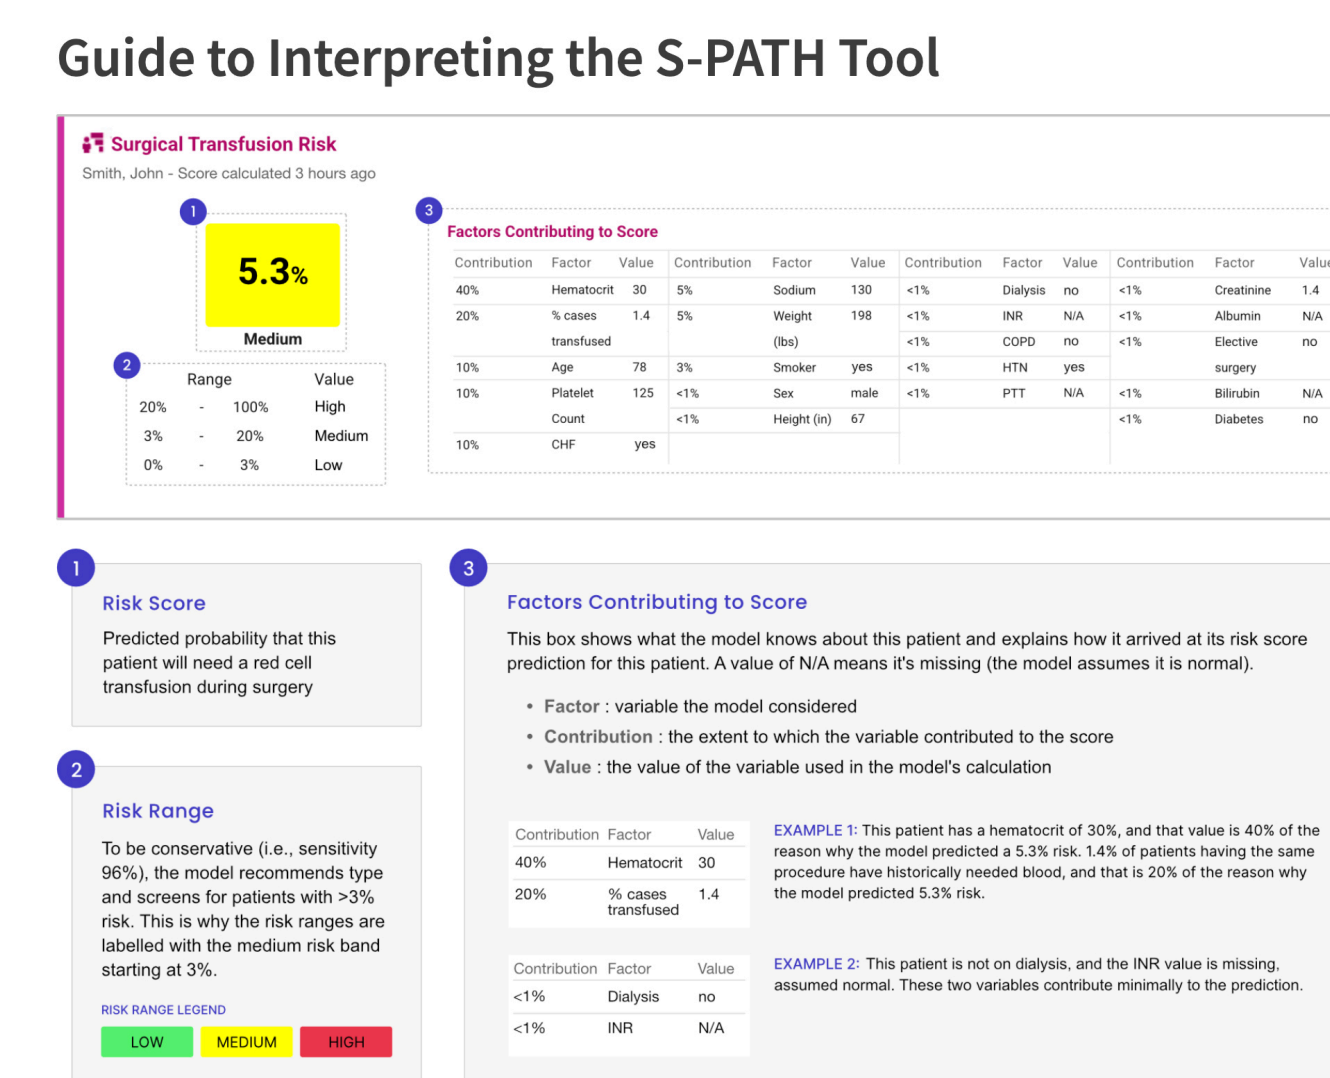 Guide to Interpreting the S-PATH Tool
Surgical Transfusion Risk
Smith, John - Score calculated 3 hours ago
1
5.3%
Medium
2
Range Value
20% - 100% High
3% - 20% Medium
0% - 3% Low
3
Factors Contributing to Score
Contribution Factor Value Contribution Factor Value Contribution Factor Value Contribution Factor Value
40% Hematocrit 30 5% Sodium 130 <1% Dialysis no <1% Creatinine 1.4
20% % cases 1.4 5% Weight 198 <1% INR N/A <1% Albumin N/A
transfused (lbs) <1% COPD no <1% Elective no
10% Age 78 3% Smoker yes <1% HTN yes surgery
10% Platelet 125 <1% Sex male <1% PTT N/A <1% Bilirubin N/A
Count <1% Height (in) 67 <1% Diabetes no
10% CHF yes
1
Risk Score
Predicted probability that this
patient will need a red cell
transfusion during surgery
2
Risk Range
To be conservative (i.e., sensitivity
96%), the model recommends type
and screens for patients with >3%
risk. This is why the risk ranges are
labelled with the medium risk band
starting at 3%.
RISK RANGE LEGEND
LOW MEDIUM HIGH
3
Factors Contributing to Score
This box shows what the model knows about this patient and explains how it arrived at its risk score
prediction for this patient. A value of N/A means it's missing (the model assumes it is normal).
• Factor : variable the model considered
• Contribution : the extent to which the variable contributed to the score
• Value : the value of the variable used in the model's calculation
Contribution Factor Value
40% Hematocrit 30
20% % cases 1.4
transfused
EXAMPLE 1: This patient has a hematocrit of 30%, and that value is 40% of the
reason why the model predicted a 5.3% risk. 1.4% of patients having the same
procedure have historically needed blood, and that is 20% of the reason why
the model predicted 5.3% risk.
Contribution Factor Value
<1% Dialysis no
<1% INR N/A
EXAMPLE 2: This patient is not on dialysis, and the INR value is missing,
assumed normal. These two variables contribute minimally to the prediction.